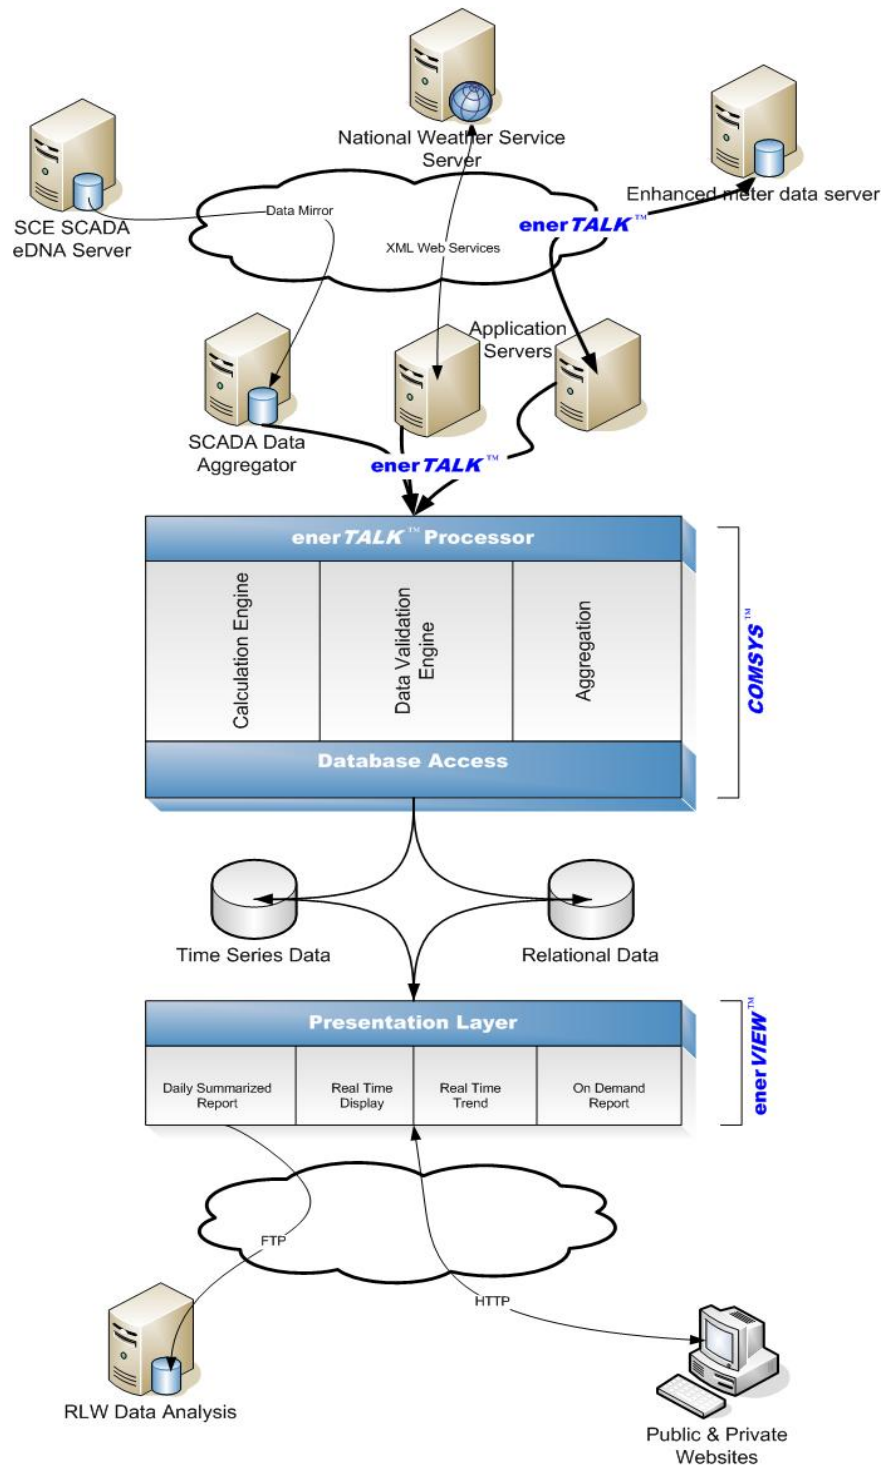 National Weather Service
Server
Enhanced meter data server
SCE SCADA
eDNA Server
Data Mirror
enerTALK™
XML Web Services
Application
Servers
SCADA Data
Aggregator
enerTALK™
enerTALK™ Processor
Calculation Engine
Data Validation
Engine
Aggregation
COMSYS™
Database Access
Time Series Data
Relational Data
Presentation Layer
enerVIEW™
Daily Summarized
Report
Real Time
Display
Real Time
Trend
On Demand
Report
FTP
HTTP
RLW Data Analysis
Public & Private
Websites